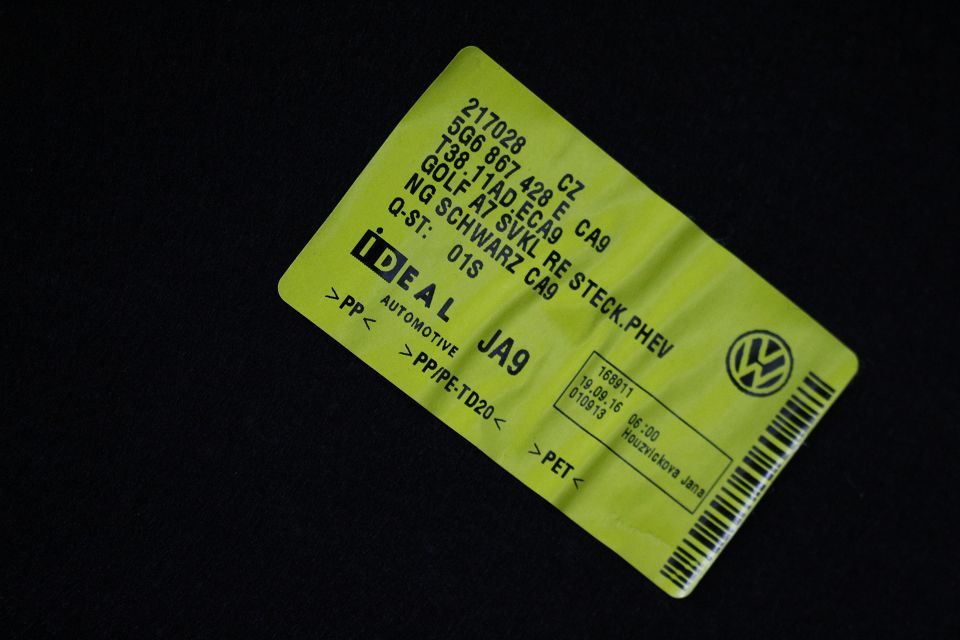 217028 CZ
5G6 867 428 E CA9
T38.11AD.ECA9
GOLF A7 SVKL RE STECK.PHEV
NG SCHWARZ CA9
Q-ST: 01S
iDEAL
AUTOMOTIVE
JA9
>PP<
>PP/PE-TD20<
>PET<
168911
19.09.16 06:00
010913 Houzvickova Jana
VW